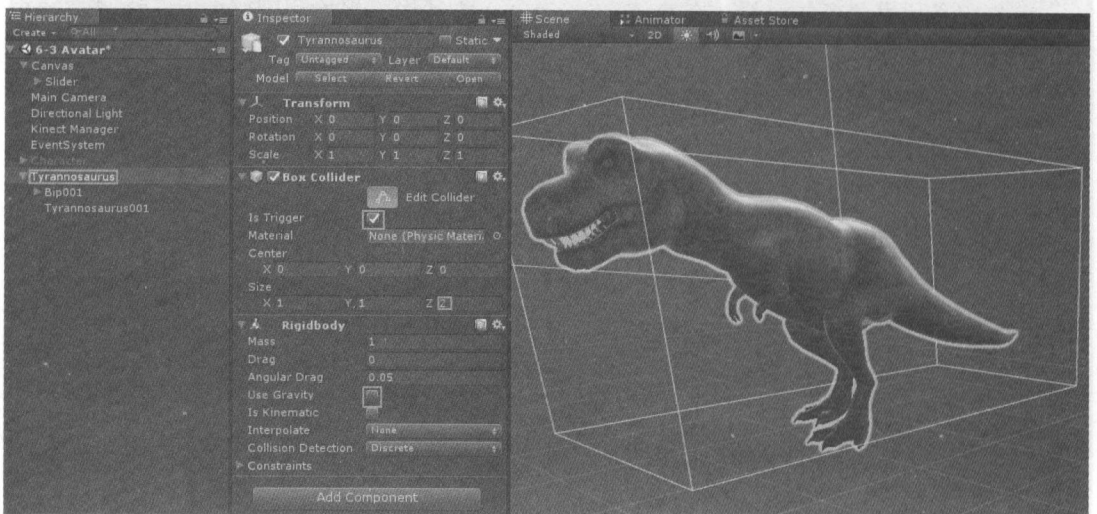 Hierarchy
Create
All
6-3 Avatar*
Canvas
Slider
Main Camera
Directional Light
Kinect Manager
EventSystem
Character
Tyrannosaurus
Bip001
Tyrannosaurus001
Inspector
Tyrannosaurus Static
Tag Untagged Layer Default
Model Select Revert Open
Transform
Position X 0 Y 0 Z 0
Rotation X 0 Y 0 Z 0
Scale X 1 Y 1 Z 1
Box Collider
Edit Collider
Is Trigger
Material None (Physic Materi
Center
X 0 Y 0 Z 0
Size
X 1 Y 1 Z 2
Rigidbody
Mass 1
Drag 0
Angular Drag 0.05
Use Gravity
Is Kinematic
Interpolate None
Collision Detection Discrete
Constraints
Add Component
Scene Animator Asset Store
Shaded 2D